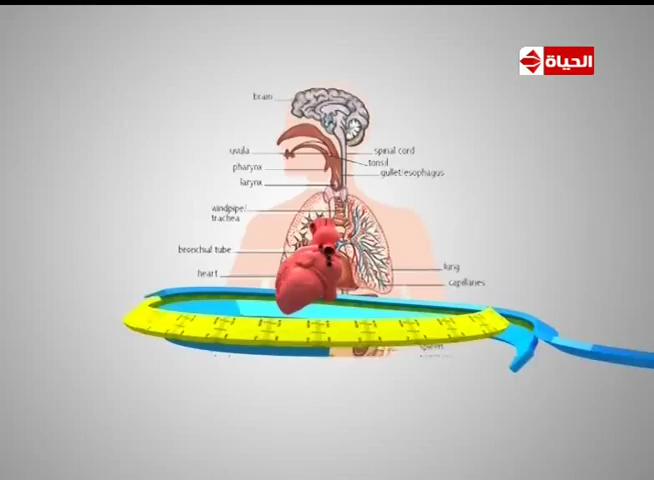 الحياة
brain
uvula
spinal cord
tonsil
pharynx
gullet/esophagus
larynx
windpipe/
trachea
bronchial tube
lung
heart
capillaries